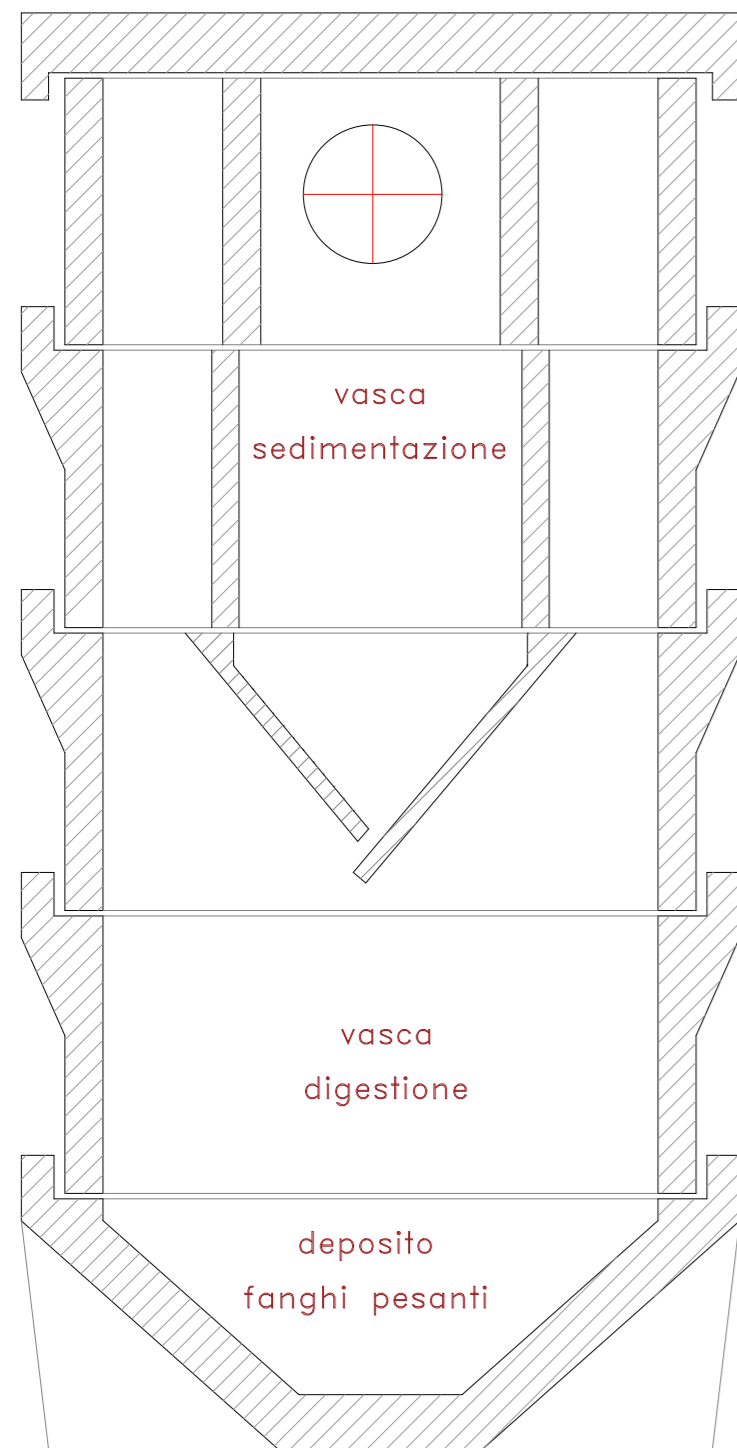 vasca
sedimentazione
vasca
digestione
deposito
fanghi pesanti